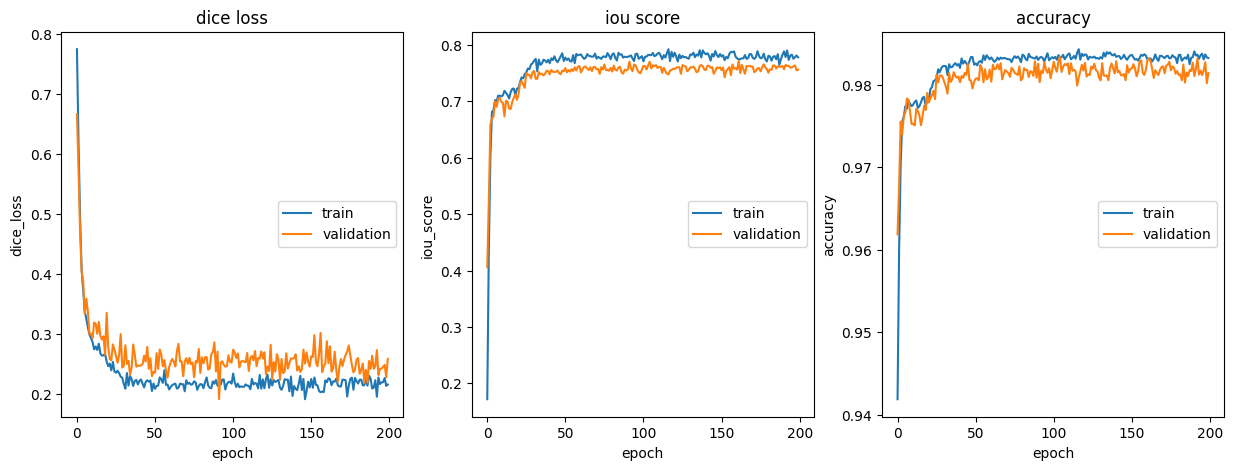 dice loss
0.8
0.7
0.6
0.5
0.4
0.3
0.2
dice_loss
train
validation
0 50 100 150 200
epoch
iou score
0.8
0.7
0.6
0.5
0.4
0.3
0.2
iou_score
train
validation
0 50 100 150 200
epoch
accuracy
0.98
0.97
0.96
0.95
0.94
accuracy
train
validation
0 50 100 150 200
epoch